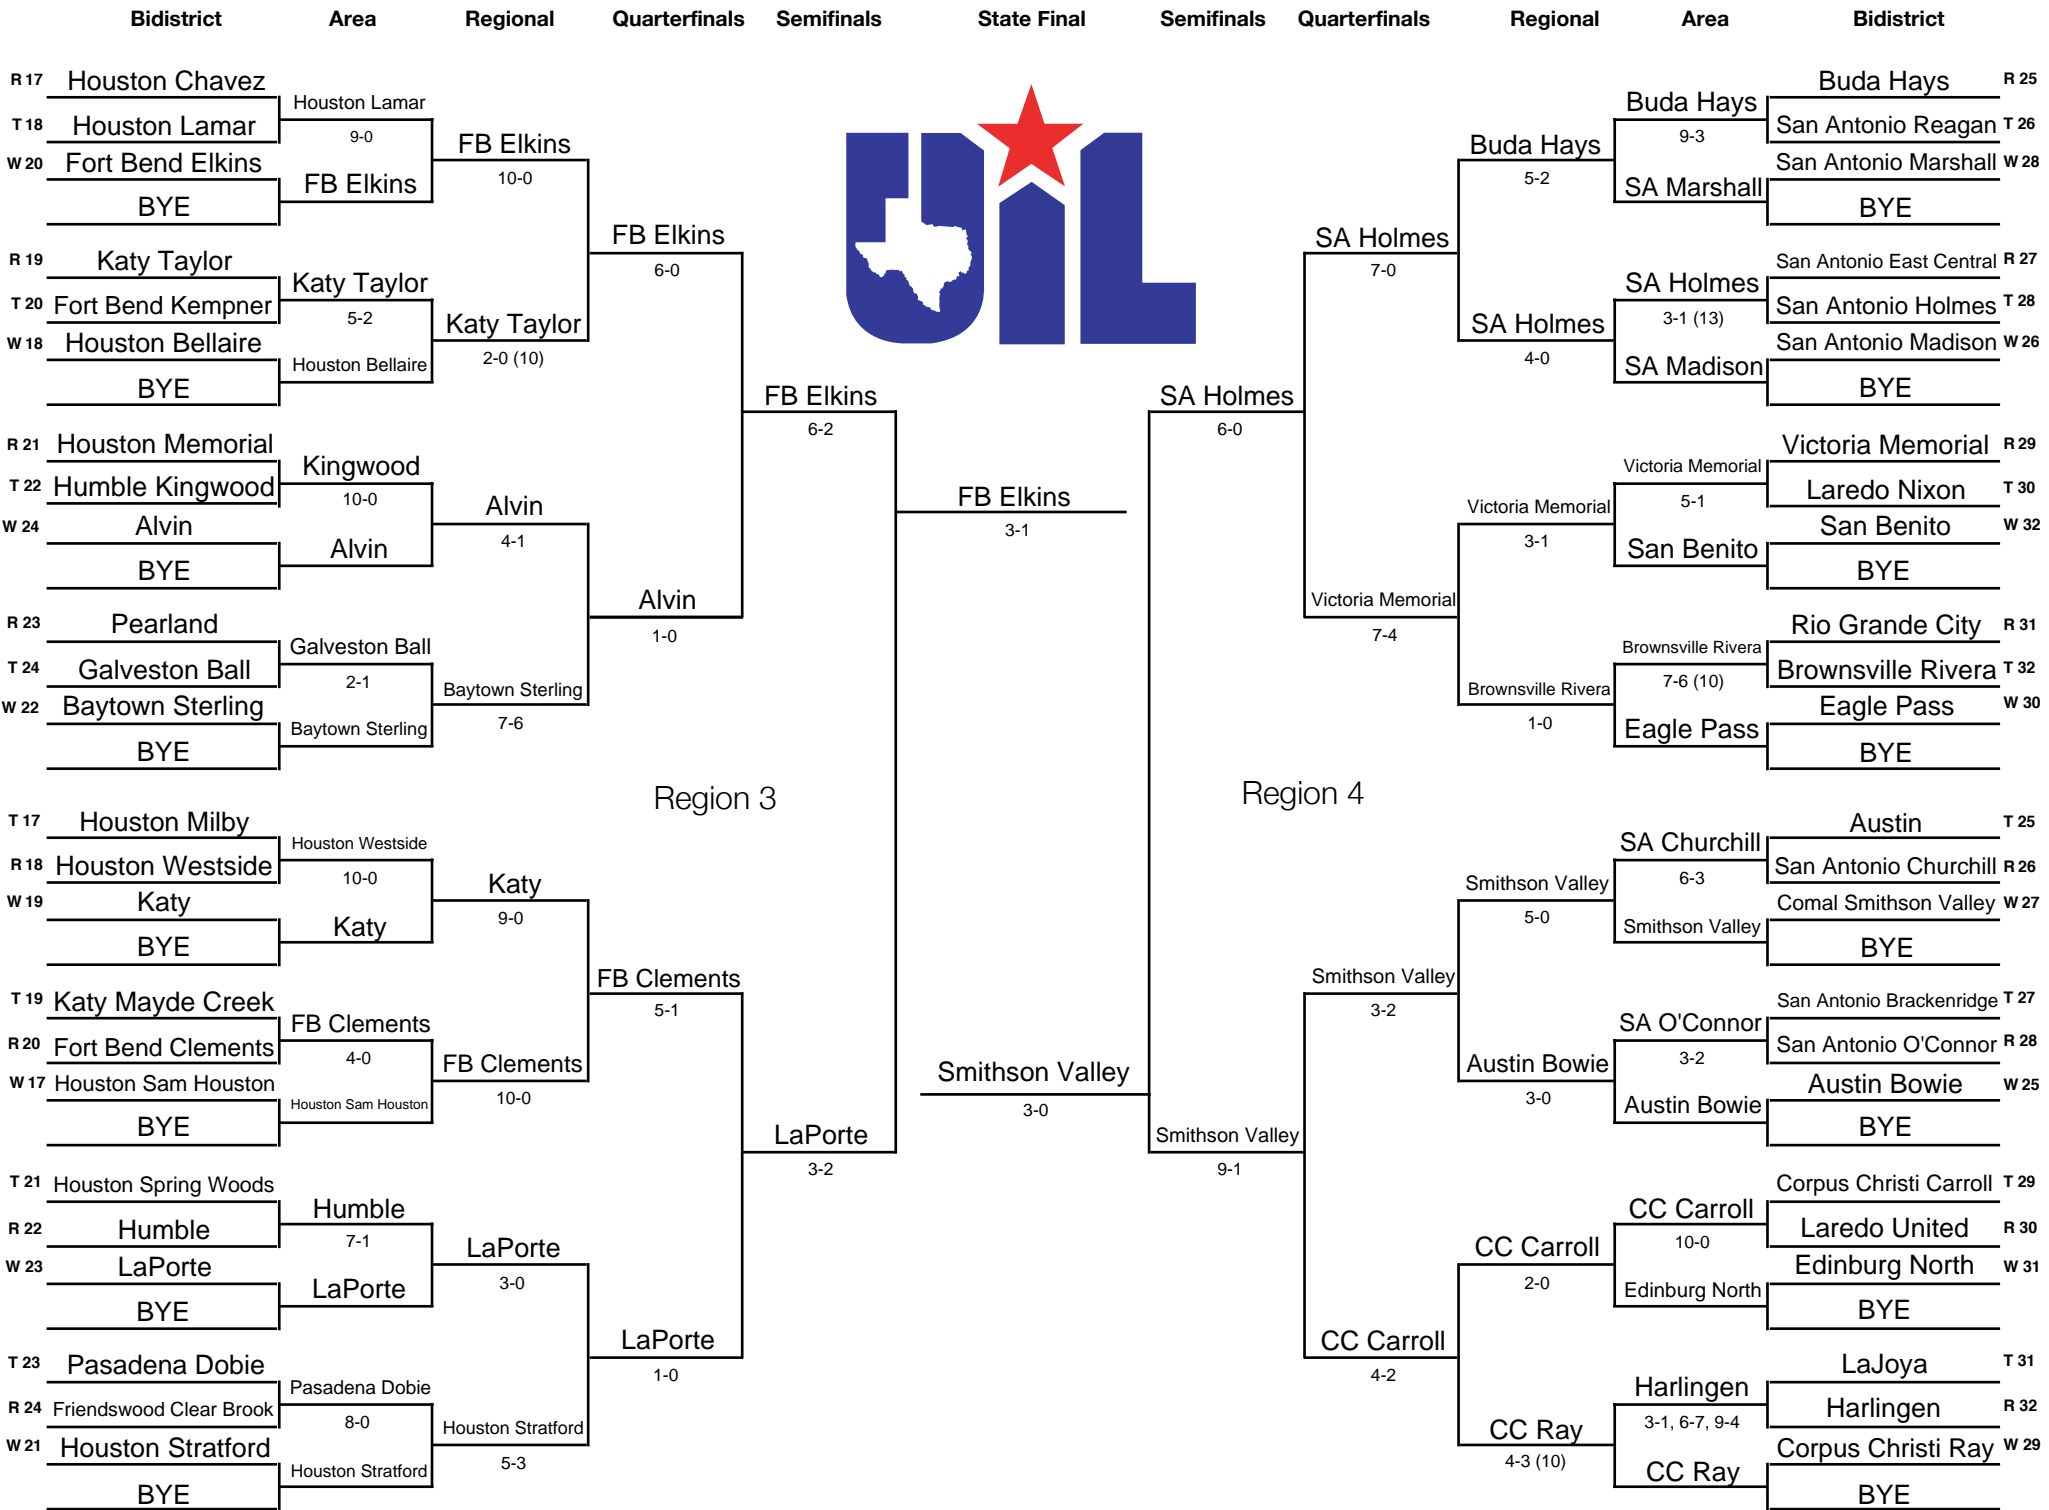 Bidistrict Area Regional Quarterfinals Semifinals State Final Semifinals Quarterfinals Regional Area Bidistrict
R 17 Houston Chavez
T 18 Houston Lamar
W 20 Fort Bend Elkins
BYE
R 19 Katy Taylor
T 20 Fort Bend Kempner
W 18 Houston Bellaire
BYE
R 21 Houston Memorial
T 22 Humble Kingwood
W 24 Alvin
BYE
R 23 Pearland
T 24 Galveston Ball
W 22 Baytown Sterling
BYE
T 17 Houston Milby
R 18 Houston Westside
W 19 Katy
BYE
T 19 Katy Mayde Creek
R 20 Fort Bend Clements
W 17 Houston Sam Houston
BYE
T 21 Houston Spring Woods
R 22 Humble
W 23 LaPorte
BYE
T 23 Pasadena Dobie
R 24 Friendswood Clear Brook
W 21 Houston Stratford
BYE
Houston Lamar
9-0
FB Elkins
Katy Taylor
5-2
Houston Bellaire
Kingwood
10-0
Alvin
Galveston Ball
2-1
Baytown Sterling
Houston Westside
10-0
Katy
FB Clements
4-0
Houston Sam Houston
Humble
7-1
LaPorte
Pasadena Dobie
8-0
Houston Stratford
FB Elkins
10-0
Katy Taylor
2-0 (10)
Alvin
4-1
Baytown Sterling
7-6
Katy
9-0
FB Clements
10-0
LaPorte
3-0
Houston Stratford
5-3
FB Elkins
6-0
Alvin
1-0
Region 3
FB Clements
5-1
LaPorte
1-0
FB Elkins
6-2
LaPorte
3-2
UIL
FB Elkins
3-1
Smithson Valley
3-0
SA Holmes
6-0
Smithson Valley
9-1
SA Holmes
7-0
Victoria Memorial
7-4
Region 4
Smithson Valley
3-2
CC Carroll
4-2
Buda Hays
5-2
SA Holmes
4-0
Victoria Memorial
3-1
Brownsville Rivera
1-0
Smithson Valley
5-0
Austin Bowie
3-0
CC Carroll
2-0
CC Ray
4-3 (10)
Buda Hays
9-3
SA Marshall
SA Holmes
3-1 (13)
SA Madison
Victoria Memorial
5-1
San Benito
Brownsville Rivera
7-6 (10)
Eagle Pass
SA Churchill
6-3
Smithson Valley
SA O'Connor
3-2
Austin Bowie
CC Carroll
10-0
Edinburg North
Harlingen
3-1, 6-7, 9-4
CC Ray
Buda Hays R 25
San Antonio Reagan T 26
San Antonio Marshall W 28
BYE
San Antonio East Central R 27
San Antonio Holmes T 28
San Antonio Madison W 26
BYE
Victoria Memorial R 29
Laredo Nixon T 30
San Benito W 32
BYE
Rio Grande City R 31
Brownsville Rivera T 32
Eagle Pass W 30
BYE
Austin T 25
San Antonio Churchill R 26
Comal Smithson Valley W 27
BYE
San Antonio Brackenridge T 27
San Antonio O'Connor R 28
Austin Bowie W 25
BYE
Corpus Christi Carroll T 29
Laredo United R 30
Edinburg North W 31
BYE
LaJoya T 31
Harlingen R 32
Corpus Christi Ray W 29
BYE